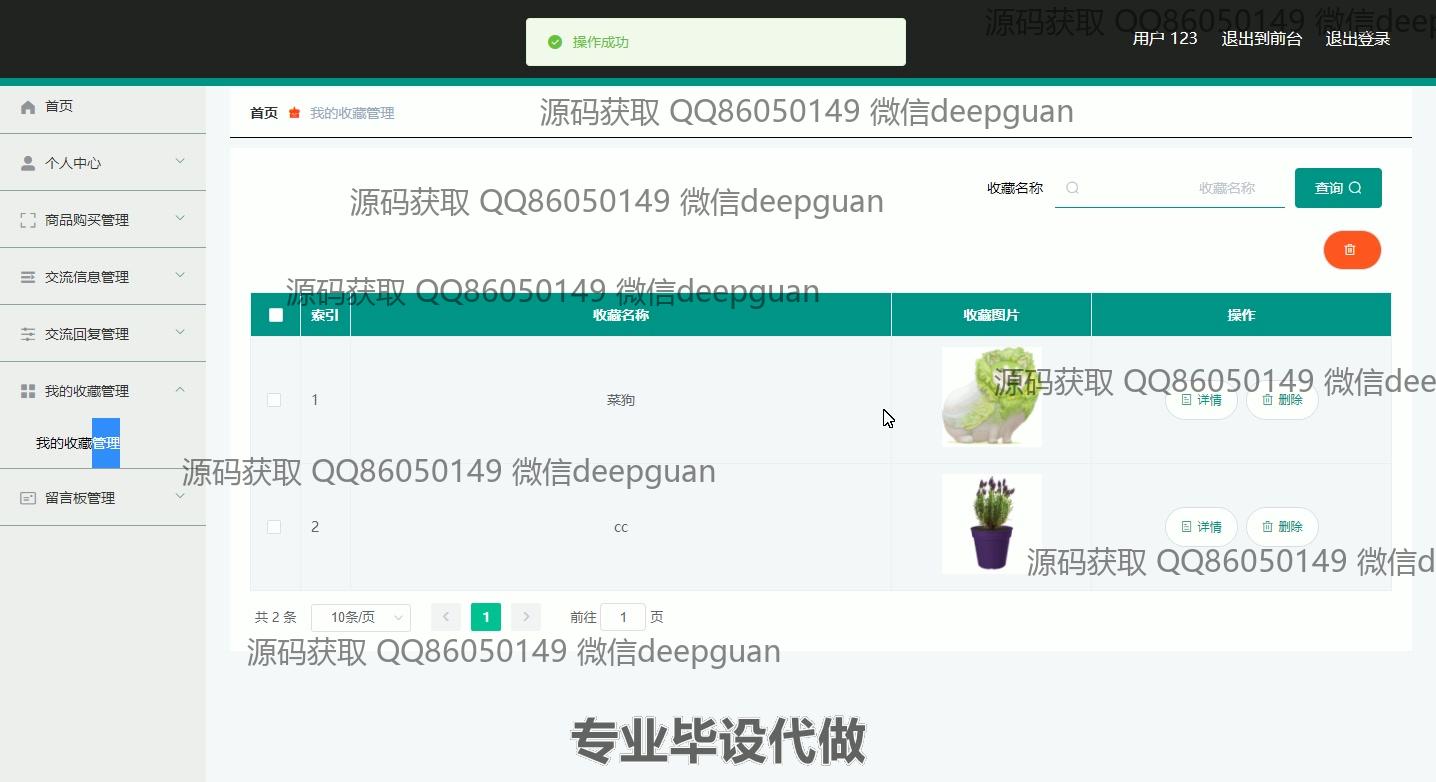 源码获取 QQ86050149 微信deep
操作成功
用户 123 退出到前台 退出登录
首页
个人中心
商品购买管理
交流信息管理
交流回复管理
我的收藏管理
我的收藏管理
留言板管理
首页 我的收藏管理
源码获取 QQ86050149 微信deepguan
收藏名称 收藏名称 查询
源码获取 QQ86050149 微信deepguan
源码获取 QQ86050149 微信deepguan
索引 收藏名称 收藏图片 操作
源码获取 QQ86050149 微信dee
1 菜狗 详情 删除
源码获取 QQ86050149 微信deepguan
2 cc 详情 删除
源码获取 QQ86050149 微信d
共 2 条 10条/页 1 前往 1 页
源码获取 QQ86050149 微信deepguan
专业毕设代做